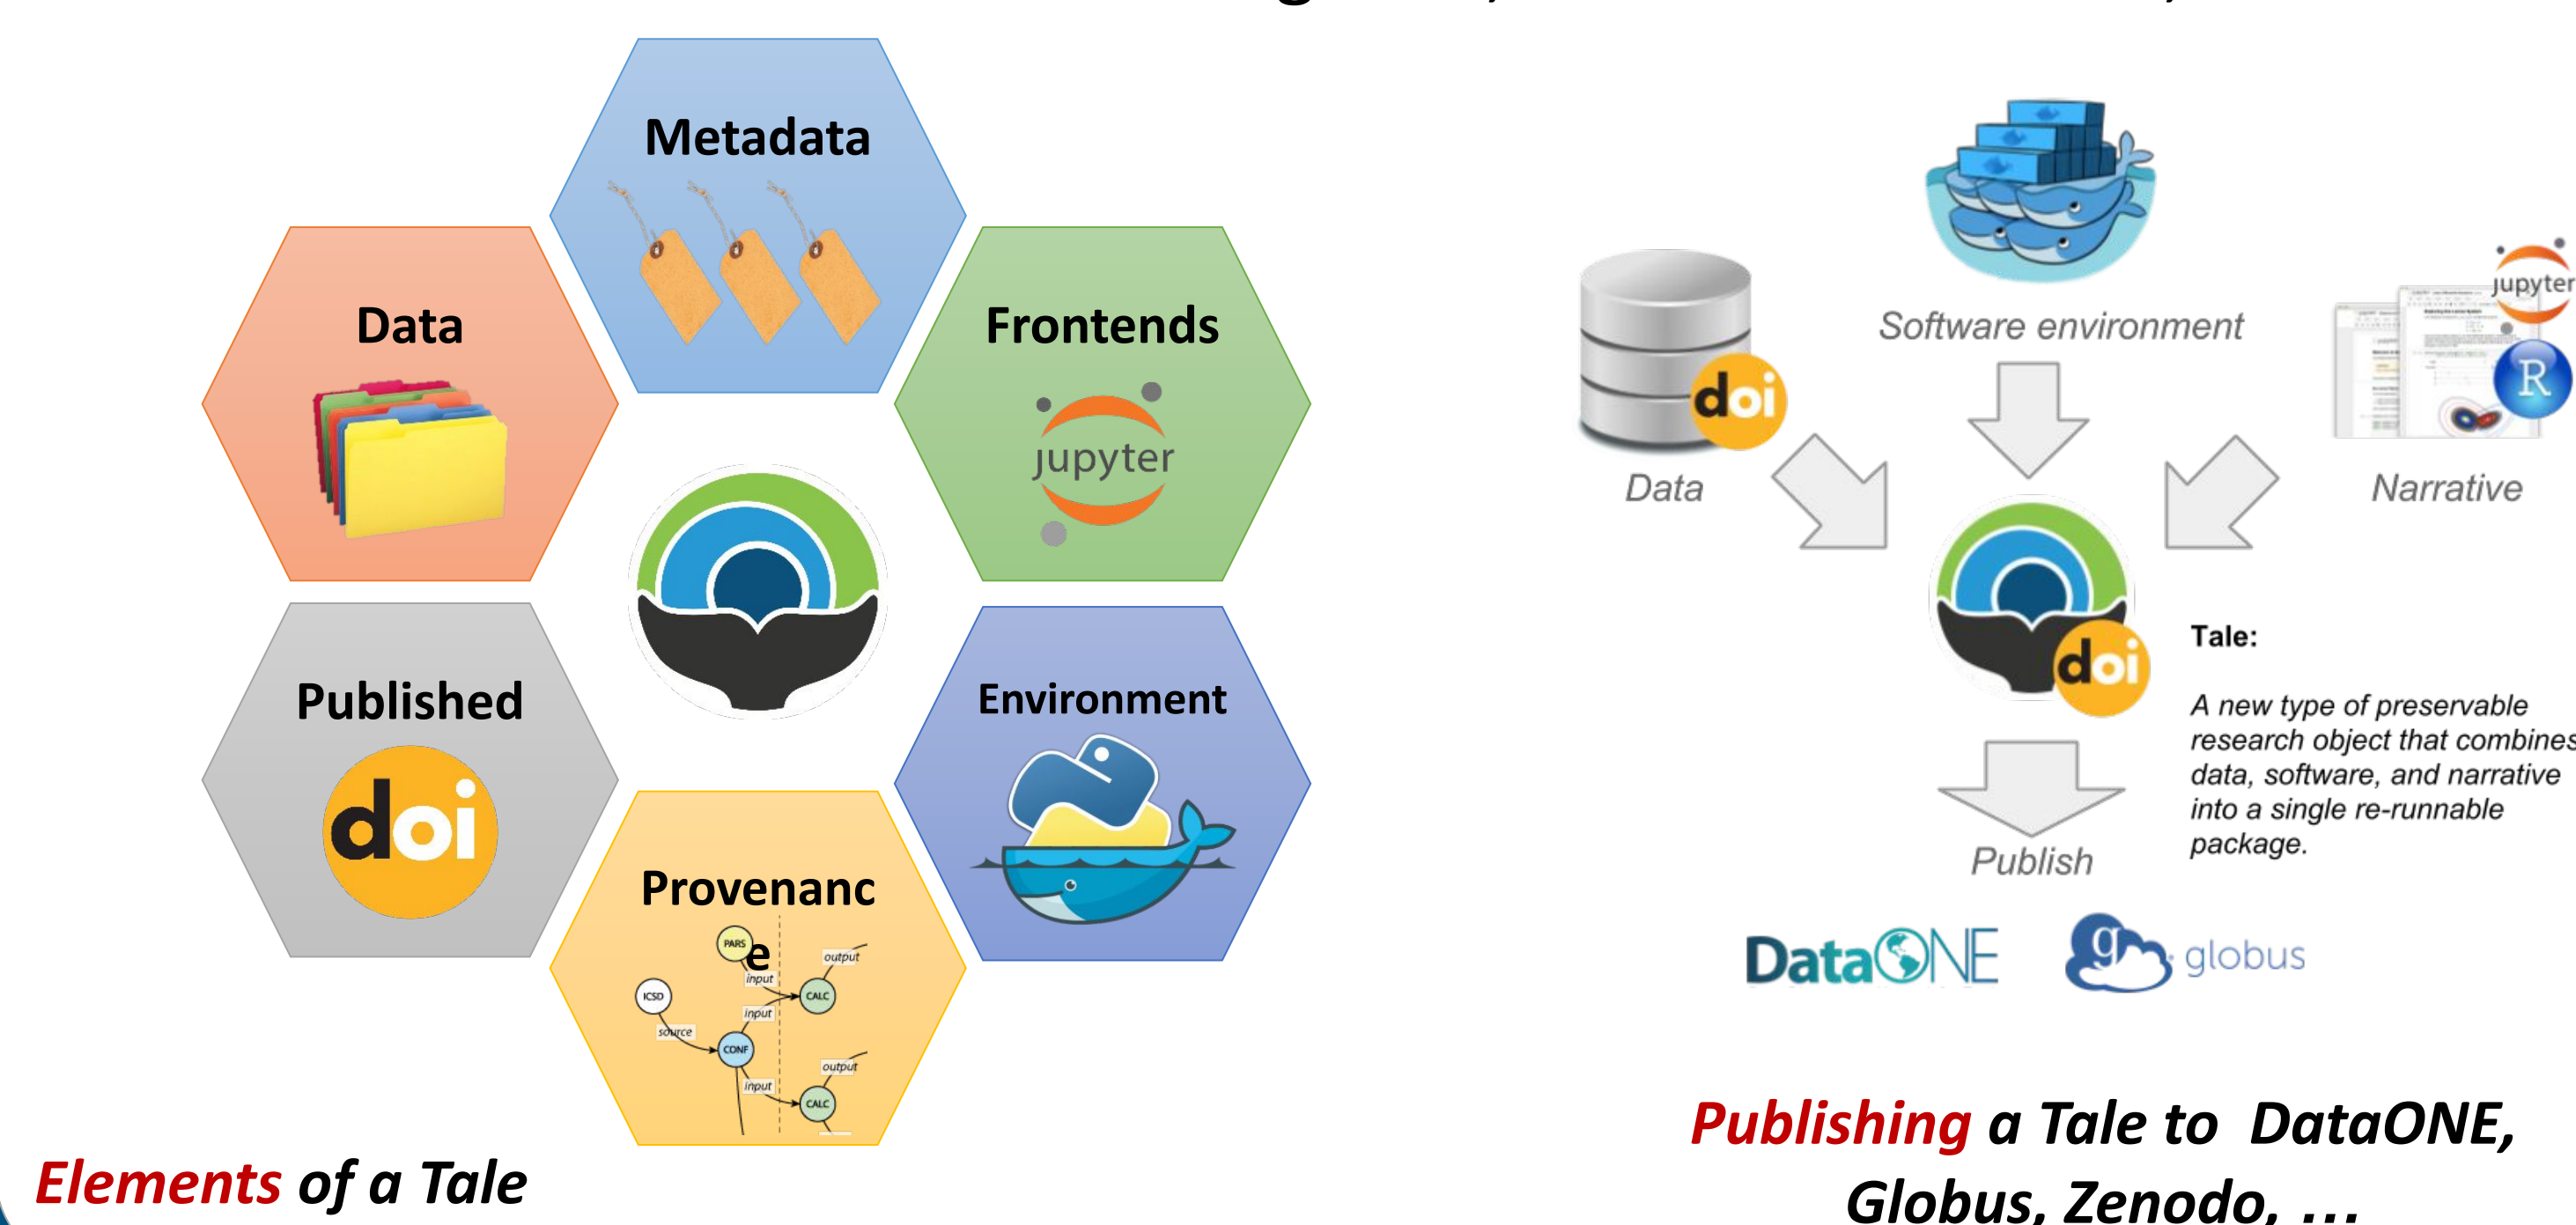 Metadata
Data
Frontends
jupyter
Published
doi
Environment
Provenanc
e
PARS
output
input
ICSD
CALC
input
source
CONF
output
input
CALC
Elements of a Tale
Software environment
doi
Data
jupyter
R
Narrative
doi
Tale:
A new type of preservable
research object that combines
data, software, and narrative
into a single re-runnable
package.
Publish
DataONE
g globus
Publishing a Tale to DataONE,
Globus, Zenodo, ...